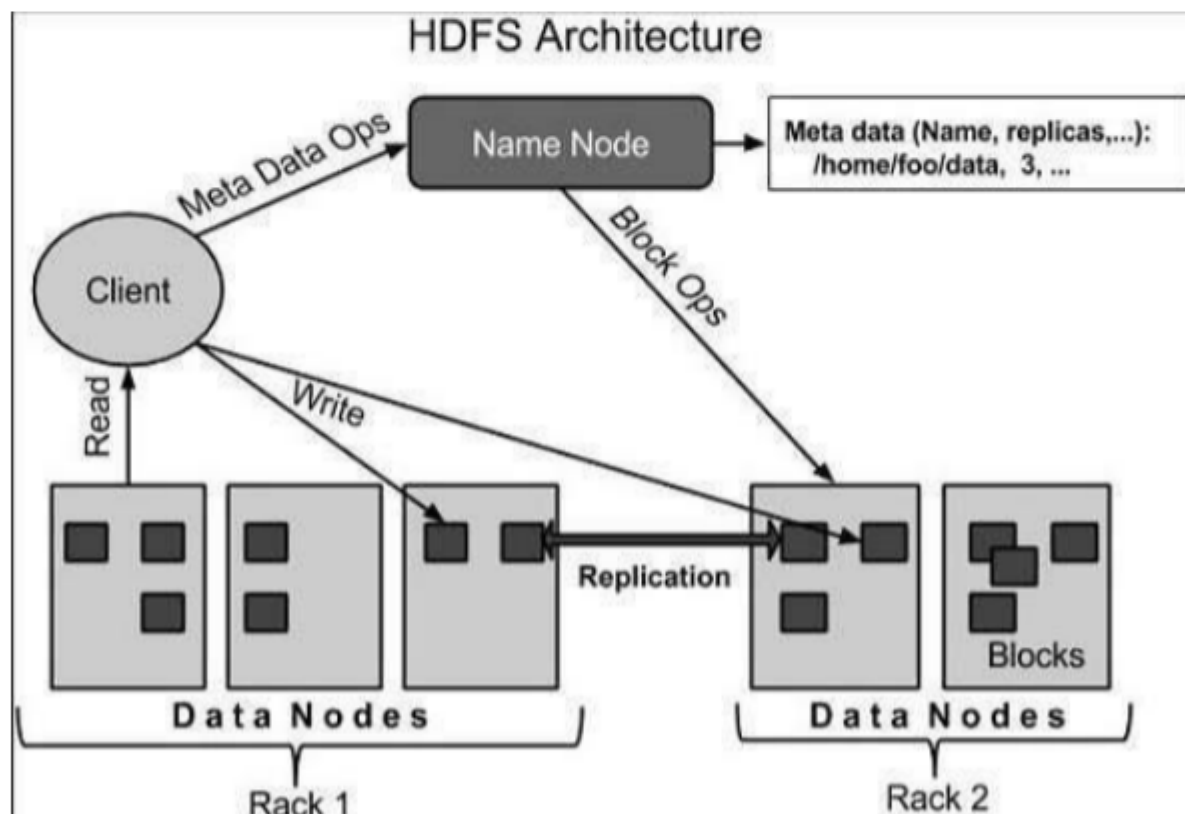 HDFS Architecture
Name Node
Meta data (Name, replicas,...):
/home/foo/data, 3, ...
Meta Data Ops
Block Ops
Client
Read
Write
Replication
Blocks
Data Nodes
Data Nodes
Rack 1
Rack 2